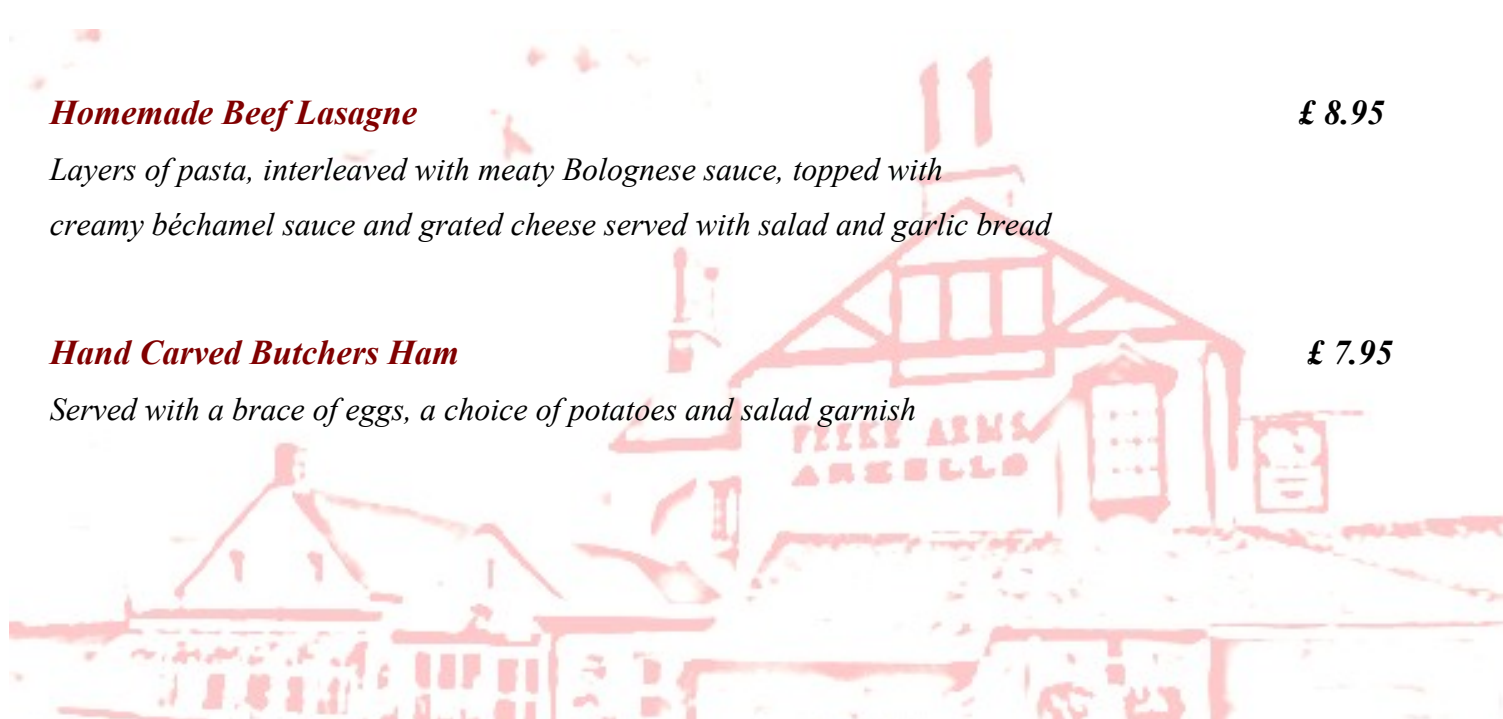 Homemade Beef Lasagne £ 8.95
Layers of pasta, interleaved with meaty Bolognese sauce, topped with
creamy béchamel sauce and grated cheese served with salad and garlic bread
Hand Carved Butchers Ham £ 7.95
Served with a brace of eggs, a choice of potatoes and salad garnish
ARMS